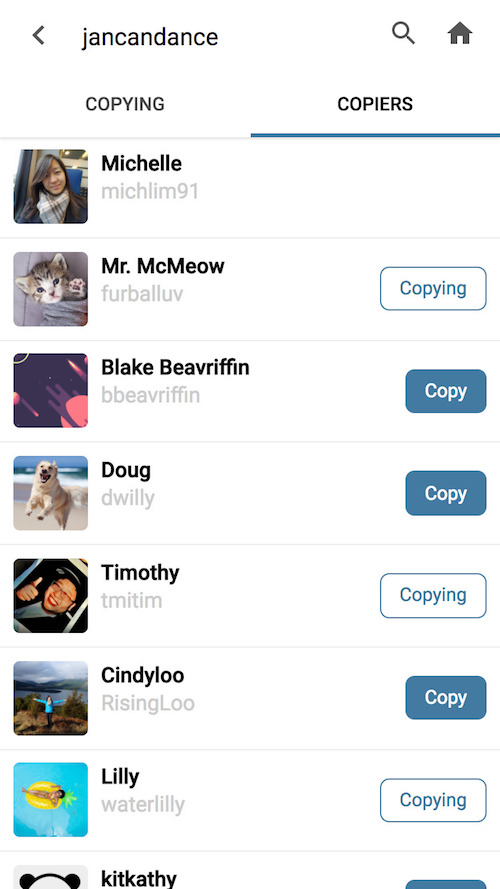 jancandance
COPYING
COPIERS
Michelle
michlim91
Mr. McMeow
furballuv
Copying
Blake Beavriffin
bbeavriffin
Copy
Doug
dwilly
Copy
Timothy
tmitim
Copying
Cindyloo
RisingLoo
Copy
Lilly
waterlilly
Copying
kitkathy